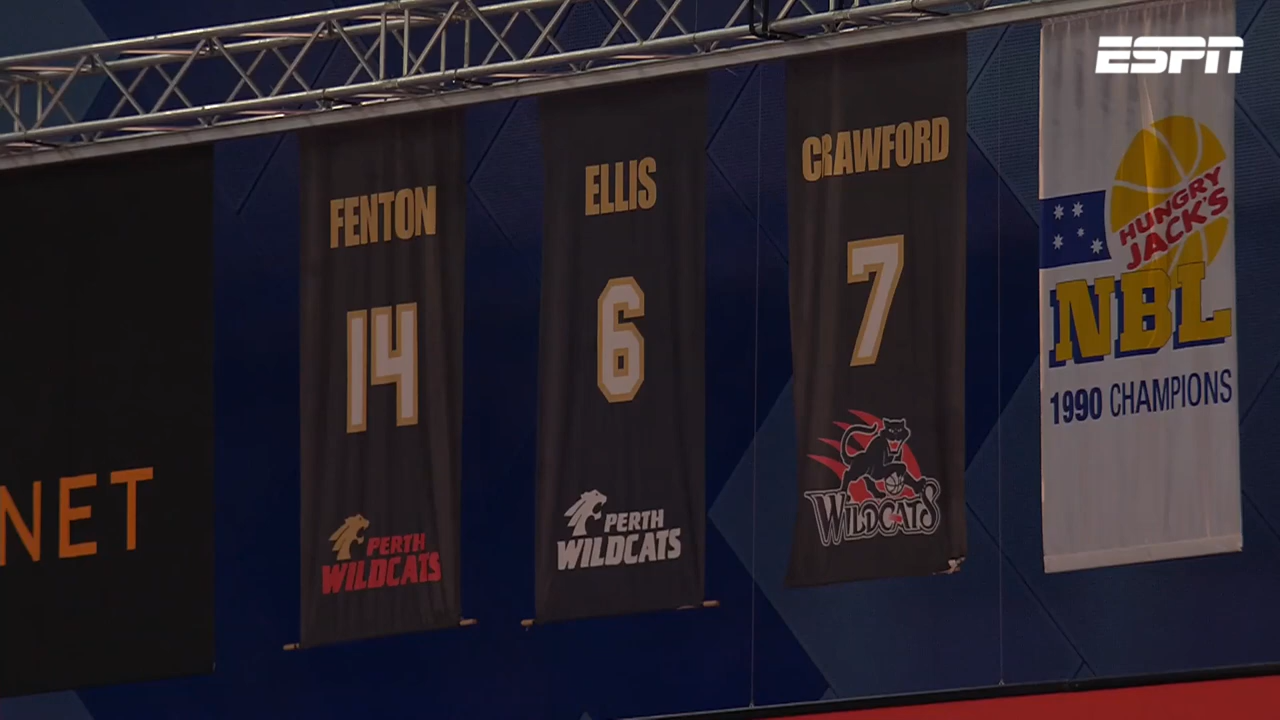 ESPN
NET
FENTON
14
PERTH
WILDCATS
ELLIS
6
PERTH
WILDCATS
CRAWFORD
7
WILDCATS
HUNGRY
JACK'S
NBL
1990 CHAMPIONS